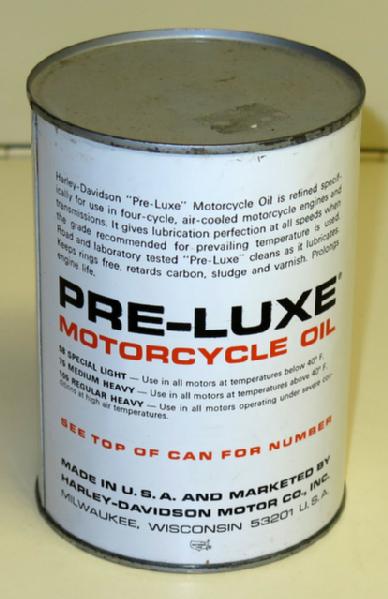 Harley-Davidson "Pre-Luxe" Motorcycle Oil is refined specif-
ically for use in four-cycle, air-cooled motorcycle engines and
transmissions. It gives lubrication perfection at all speeds when
the grade recommended for prevailing temperature is used.
Road and laboratory tested "Pre-Luxe" cleans as it lubricates.
Keeps rings free, retards carbon, sludge and varnish. Prolongs
engine life.
PRE-LUXE®
MOTORCYCLE OIL
58 SPECIAL LIGHT — Use in all motors at temperatures below 40° F.
75 MEDIUM HEAVY — Use in all motors at temperatures above 40° F.
105 REGULAR HEAVY — Use in all motors operating under severe con-
ditions at high air temperatures.
SEE TOP OF CAN FOR NUMBER
MADE IN U.S.A. AND MARKETED BY
HARLEY-DAVIDSON MOTOR CO., INC.
MILWAUKEE, WISCONSIN 53201 U.S.A.